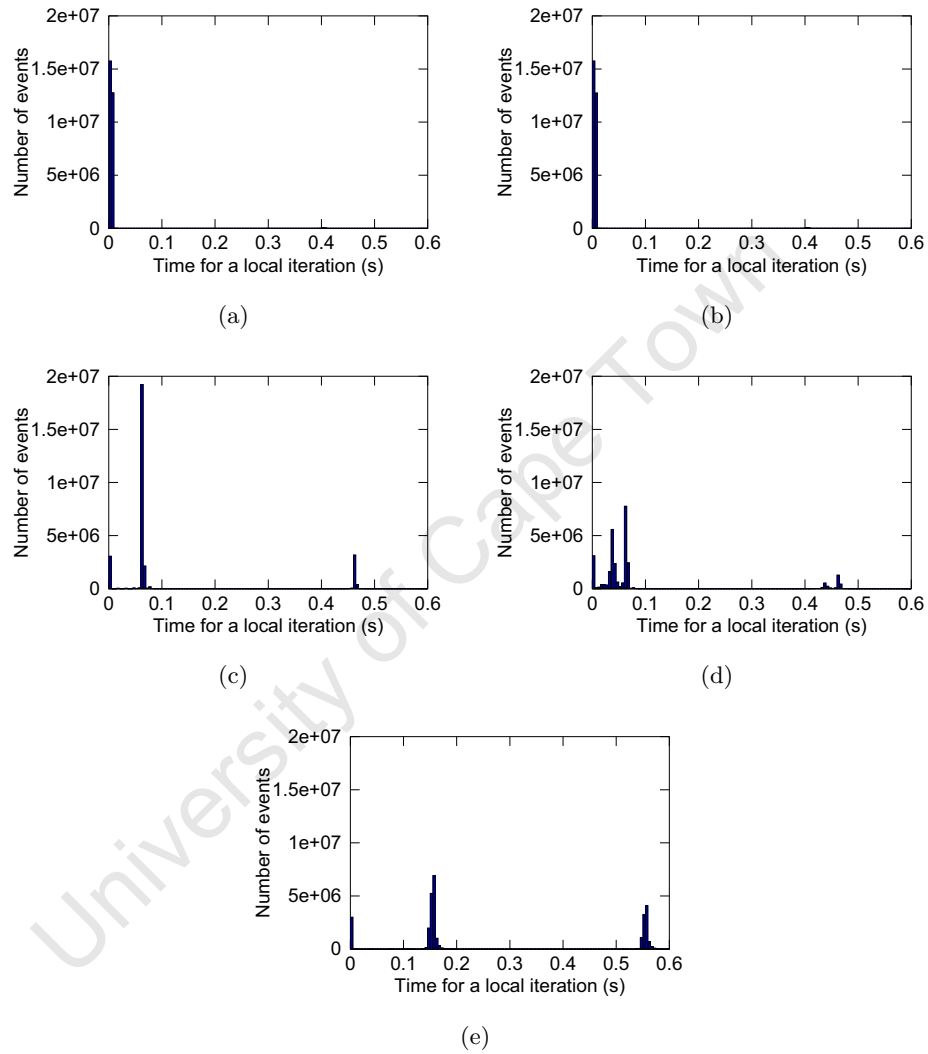 2e+07
1.5e+07
1e+07
5e+06
0
Number of events
0 0.1 0.2 0.3 0.4 0.5 0.6
Time for a local iteration (s)
(a)
2e+07
1.5e+07
1e+07
5e+06
0
Number of events
0 0.1 0.2 0.3 0.4 0.5 0.6
Time for a local iteration (s)
(b)
2e+07
1.5e+07
1e+07
5e+06
0
Number of events
0 0.1 0.2 0.3 0.4 0.5 0.6
Time for a local iteration (s)
(c)
2e+07
1.5e+07
1e+07
5e+06
0
Number of events
0 0.1 0.2 0.3 0.4 0.5 0.6
Time for a local iteration (s)
(d)
2e+07
1.5e+07
1e+07
5e+06
0
Number of events
0 0.1 0.2 0.3 0.4 0.5 0.6
Time for a local iteration (s)
(e)
University of Cape Town